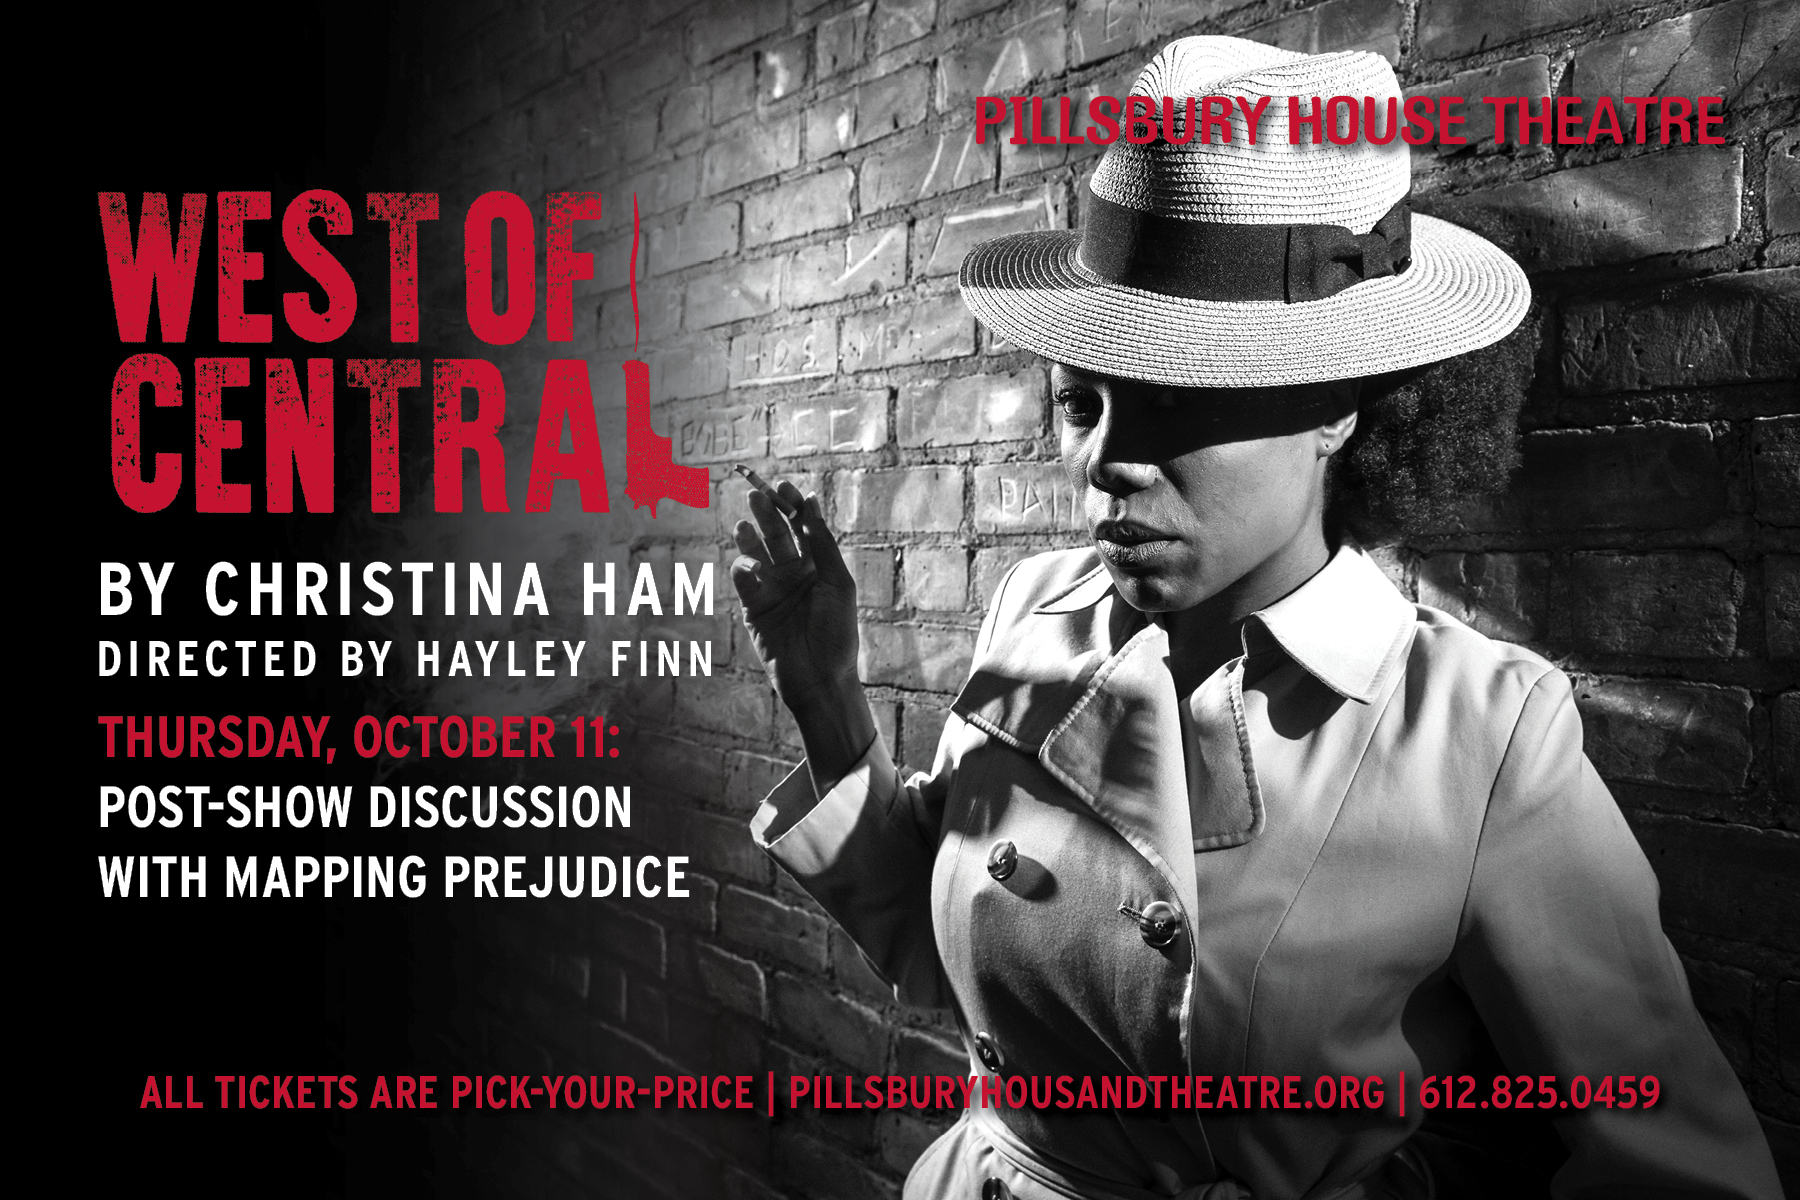 PILLSBURY HOUSE THEATRE
WEST OF
CENTRAL
BY CHRISTINA HAM
DIRECTED BY HAYLEY FINN
THURSDAY, OCTOBER 11:
POST-SHOW DISCUSSION
WITH MAPPING PREJUDICE
ALL TICKETS ARE PICK-YOUR-PRICE | PILLSBURYHOUSANDTHEATRE.ORG | 612.825.0459